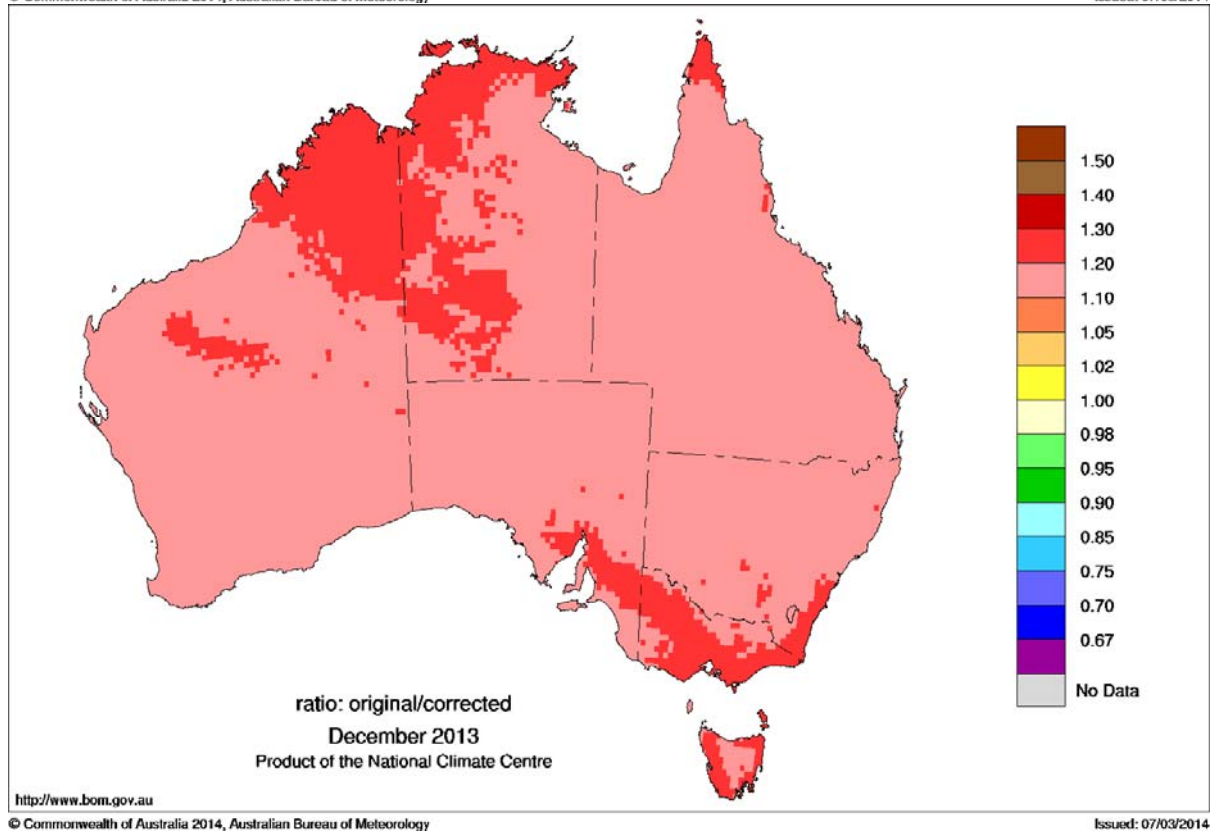 1.50
1.40
1.30
1.20
1.10
1.05
1.02
1.00
0.98
0.95
0.90
0.85
0.75
0.70
0.67
No Data
ratio: original/corrected
December 2013
Product of the National Climate Centre
http://www.bom.gov.au
© Commonwealth of Australia 2014, Australian Bureau of Meteorology
Issued: 07/03/2014